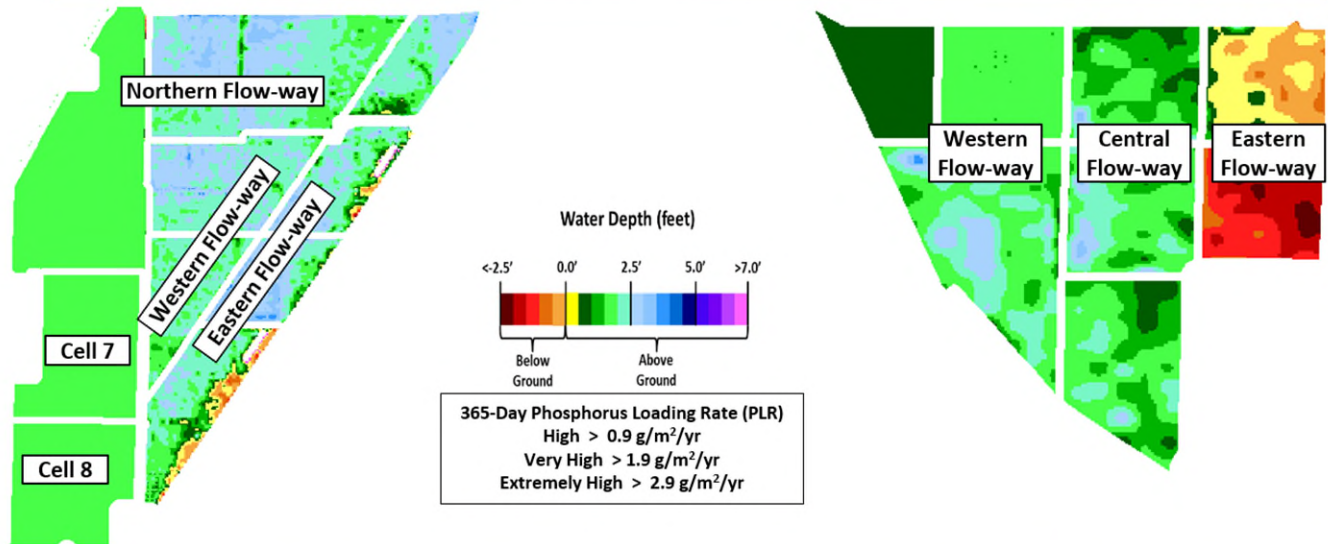 Northern Flow-way
Western Flow-way
Eastern Flow-way
Cell 7
Cell 8
Water Depth (feet)
<-2.5' 0.0' 2.5' 5.0' >7.0'
Below
Ground
Above
Ground
365-Day Phosphorus Loading Rate (PLR)
High > 0.9 g/m²/yr
Very High > 1.9 g/m²/yr
Extremely High > 2.9 g/m²/yr
Western
Flow-way
Central
Flow-way
Eastern
Flow-way